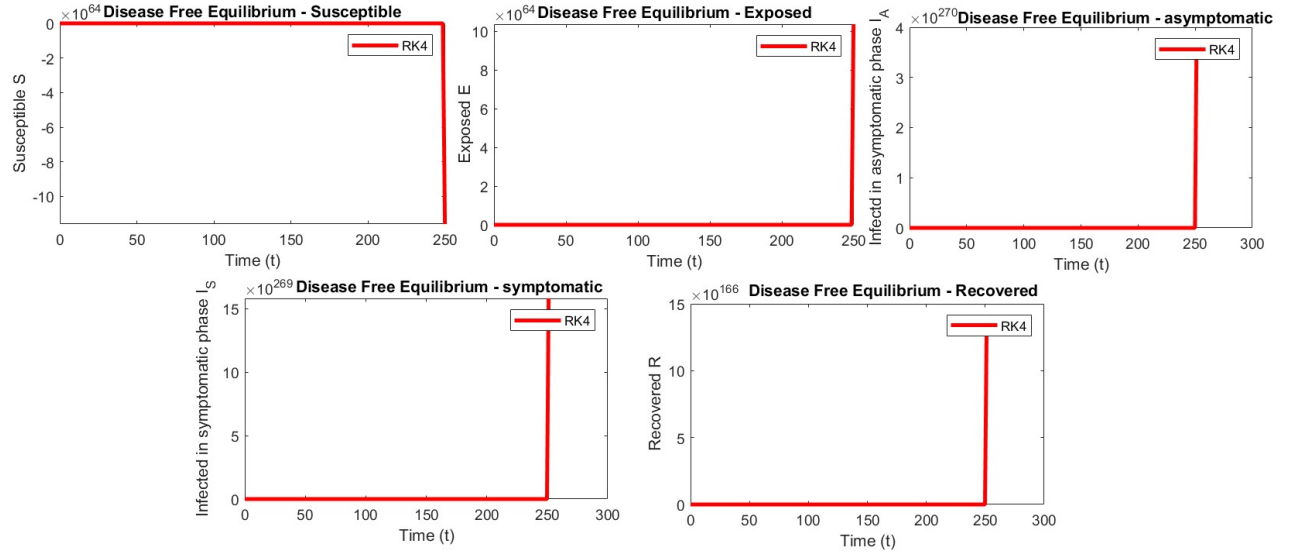 ×10^64 Disease Free Equilibrium - Susceptible
Susceptible S
0
-2
-4
-6
-8
-10
RK4
0 50 100 150 200 250
Time (t)
×10^64 Disease Free Equilibrium - Exposed
Exposed E
10
8
6
4
2
0
RK4
0 50 100 150 200 250
Time (t)
×10^270 Disease Free Equilibrium - asymptomatic
Infectd in asymptomatic phase I_A
4
3
2
1
0
RK4
0 50 100 150 200 250 300
Time (t)
×10^269 Disease Free Equilibrium - symptomatic
Infected in symptomatic phase I_S
15
10
5
0
RK4
0 50 100 150 200 250 300
Time (t)
×10^166 Disease Free Equilibrium - Recovered
Recovered R
15
10
5
0
RK4
0 50 100 150 200 250 300
Time (t)